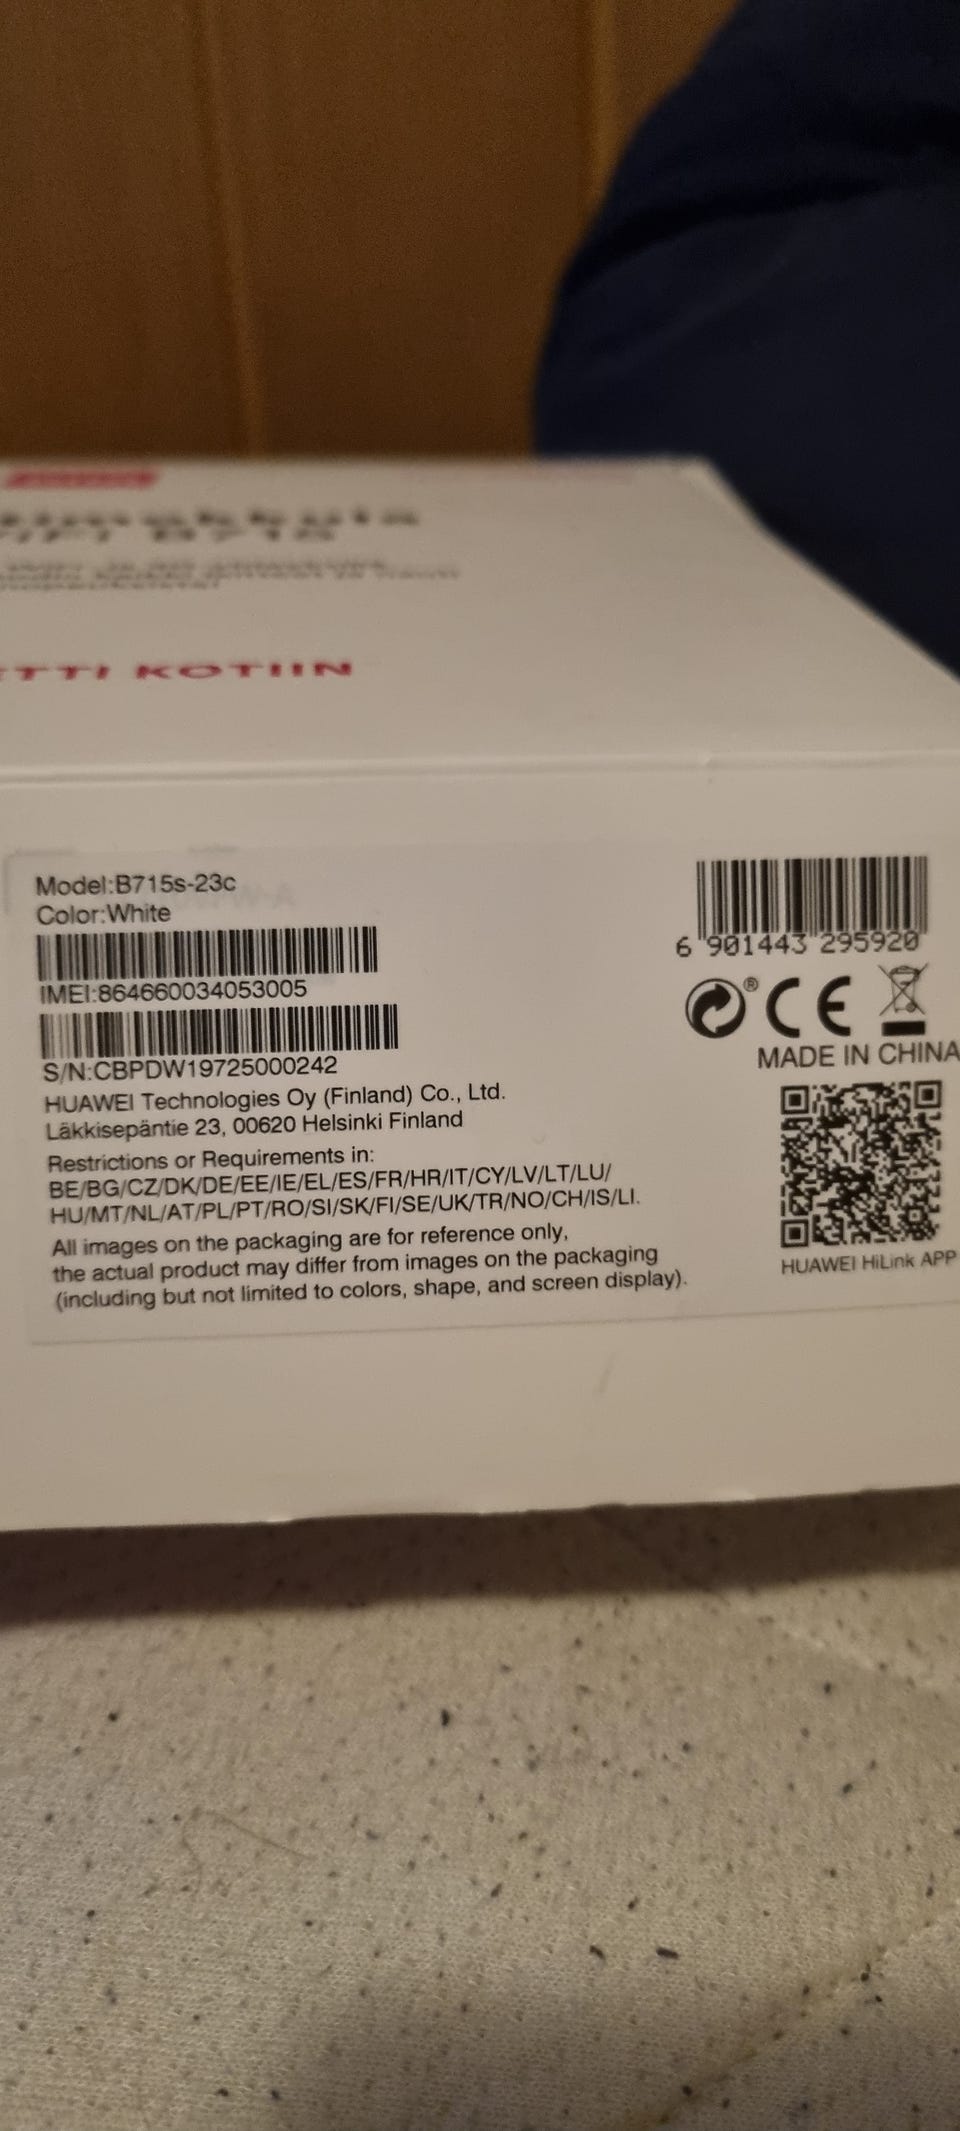 B715
KOTIIN
Model:B715s-23c
Color:White
IMEI:864660034053005
S/N:CBPDW19725000242
HUAWEI Technologies Oy (Finland) Co., Ltd.
Läkkisepäntie 23, 00620 Helsinki Finland
Restrictions or Requirements in:
BE/BG/CZ/DK/DE/EE/IE/EL/ES/FR/HR/IT/CY/LV/LT/LU/
HU/MT/NL/AT/PL/PT/RO/SI/SK/FI/SE/UK/TR/NO/CH/IS/LI.
All images on the packaging are for reference only,
the actual product may differ from images on the packaging
(including but not limited to colors, shape, and screen display).
6 901443 295920
® CE
MADE IN CHINA
HUAWEI HiLink APP